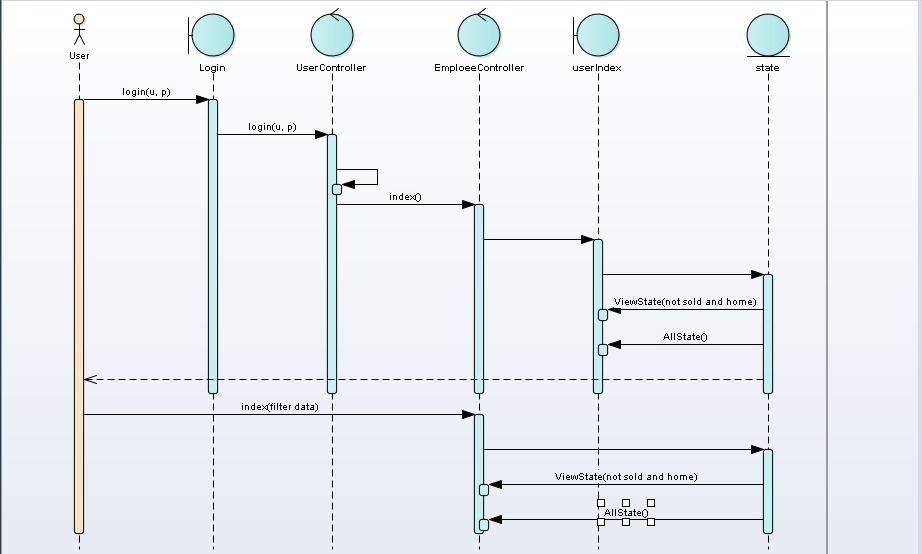 User
Login
UserController
EmploeeController
userIndex
state
login(u, p)
login(u, p)
index()
ViewState(not sold and home)
AllState()
index(filter data)
ViewState(not sold and home)
AllState()